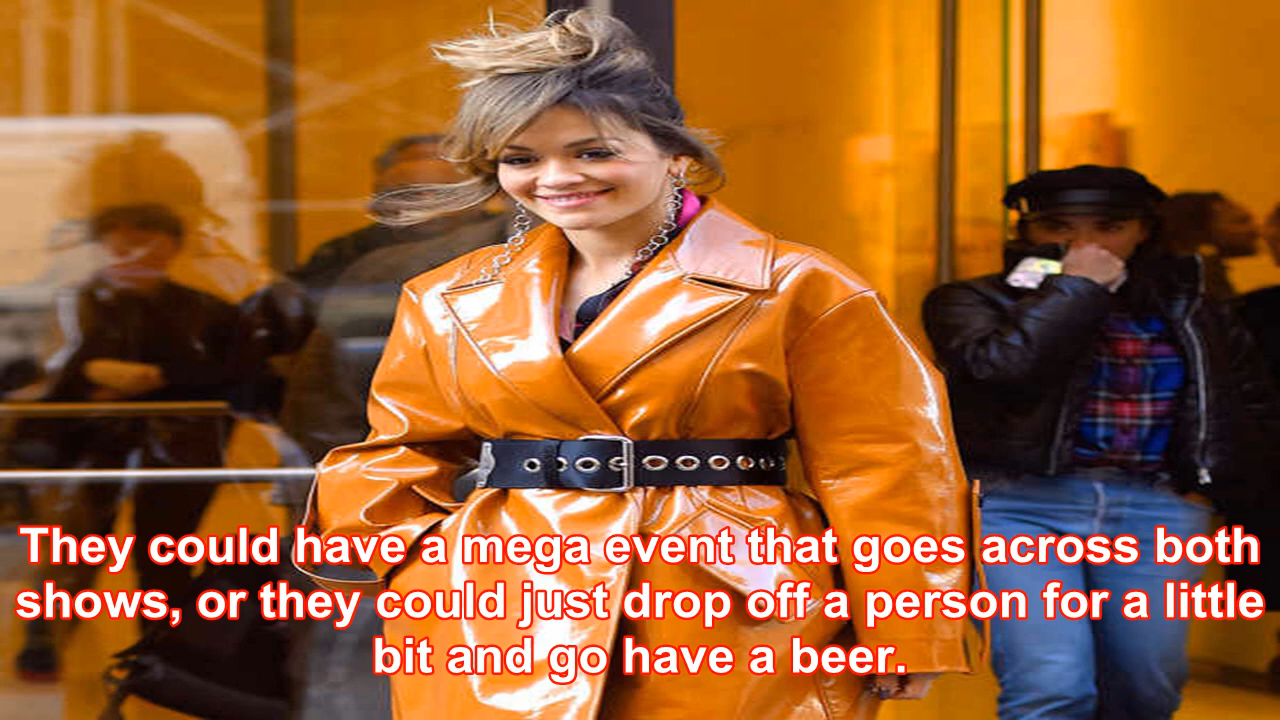 They could have a mega event that goes across both
shows, or they could just drop off a person for a little
bit and go have a beer.